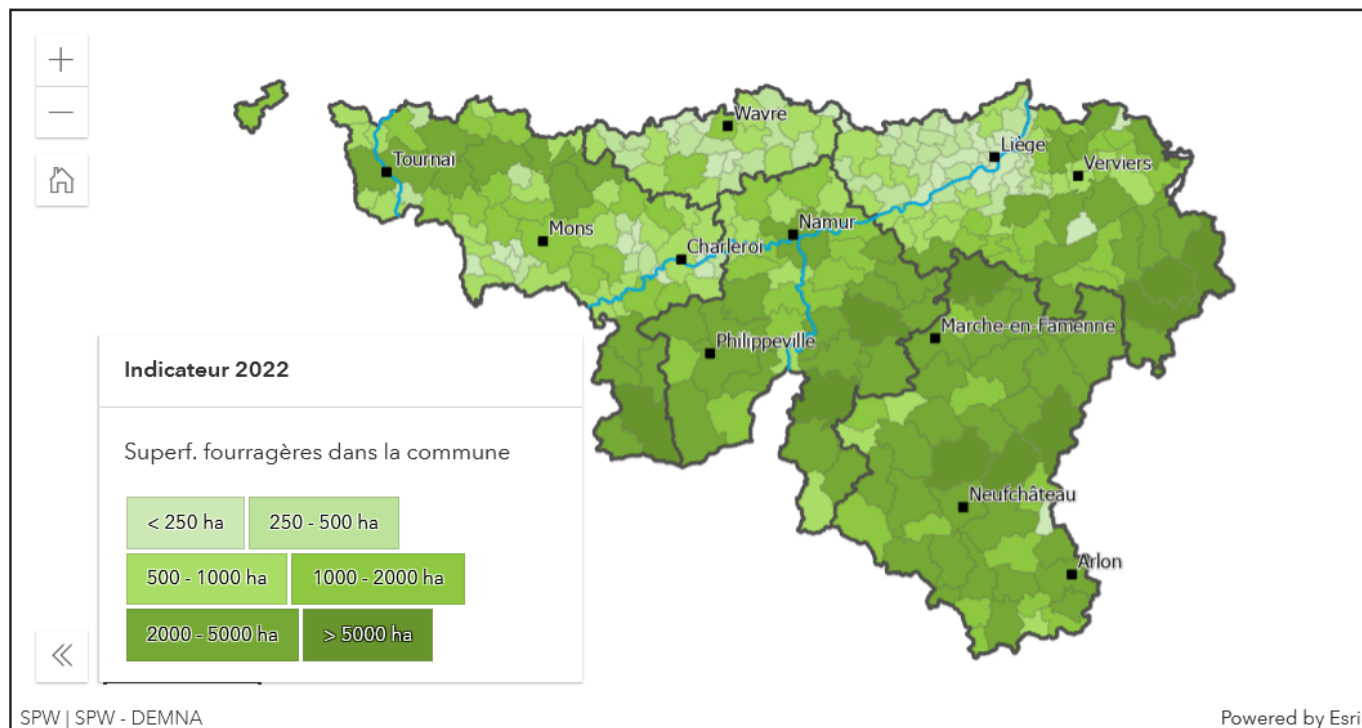 Wavre
Liège
Tournai
Verviers
Mons
Namur
Charleroi
Marche-en-Famenne
Philippeville
Indicateur 2022
Superf. fourragères dans la commune
Neufchâteau
< 250 ha
250 - 500 ha
500 - 1000 ha
1000 - 2000 ha
Arlon
2000 - 5000 ha
> 5000 ha
SPW | SPW - DEMNA
Powered by Esri